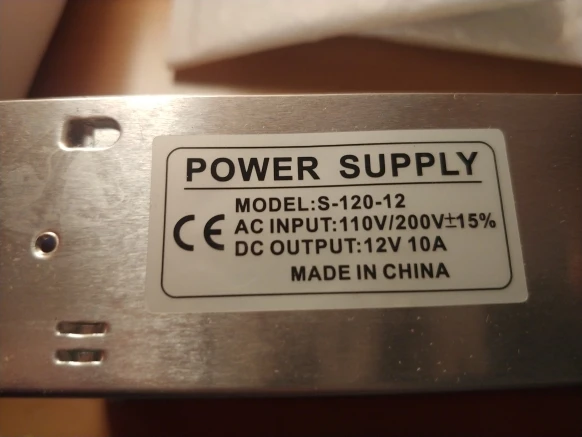 POWER SUPPLY
MODEL:S-120-12
CE AC INPUT:110V/200V±15%
DC OUTPUT:12V 10A
MADE IN CHINA